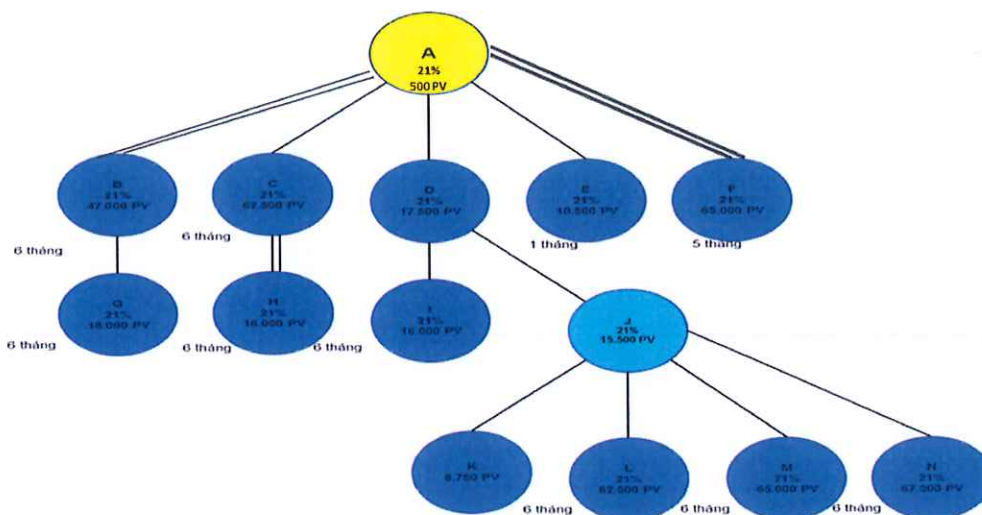 A
21%
500 PV
B
21%
47.000 PV
C
21%
D
21%
17.500 PV
E
21%
10.500 PV
F
21%
65.000 PV
6 tháng
6 tháng
1 tháng
5 tháng
G
21%
18.000 PV
H
21%
16.000 PV
I
21%
16.000 PV
J
21%
15.500 PV
6 tháng
6 tháng
6 tháng
K
8.750 PV
L
21%
62.500 PV
M
21%
65.000 PV
N
21%
67.500 PV
6 tháng
6 tháng
6 tháng